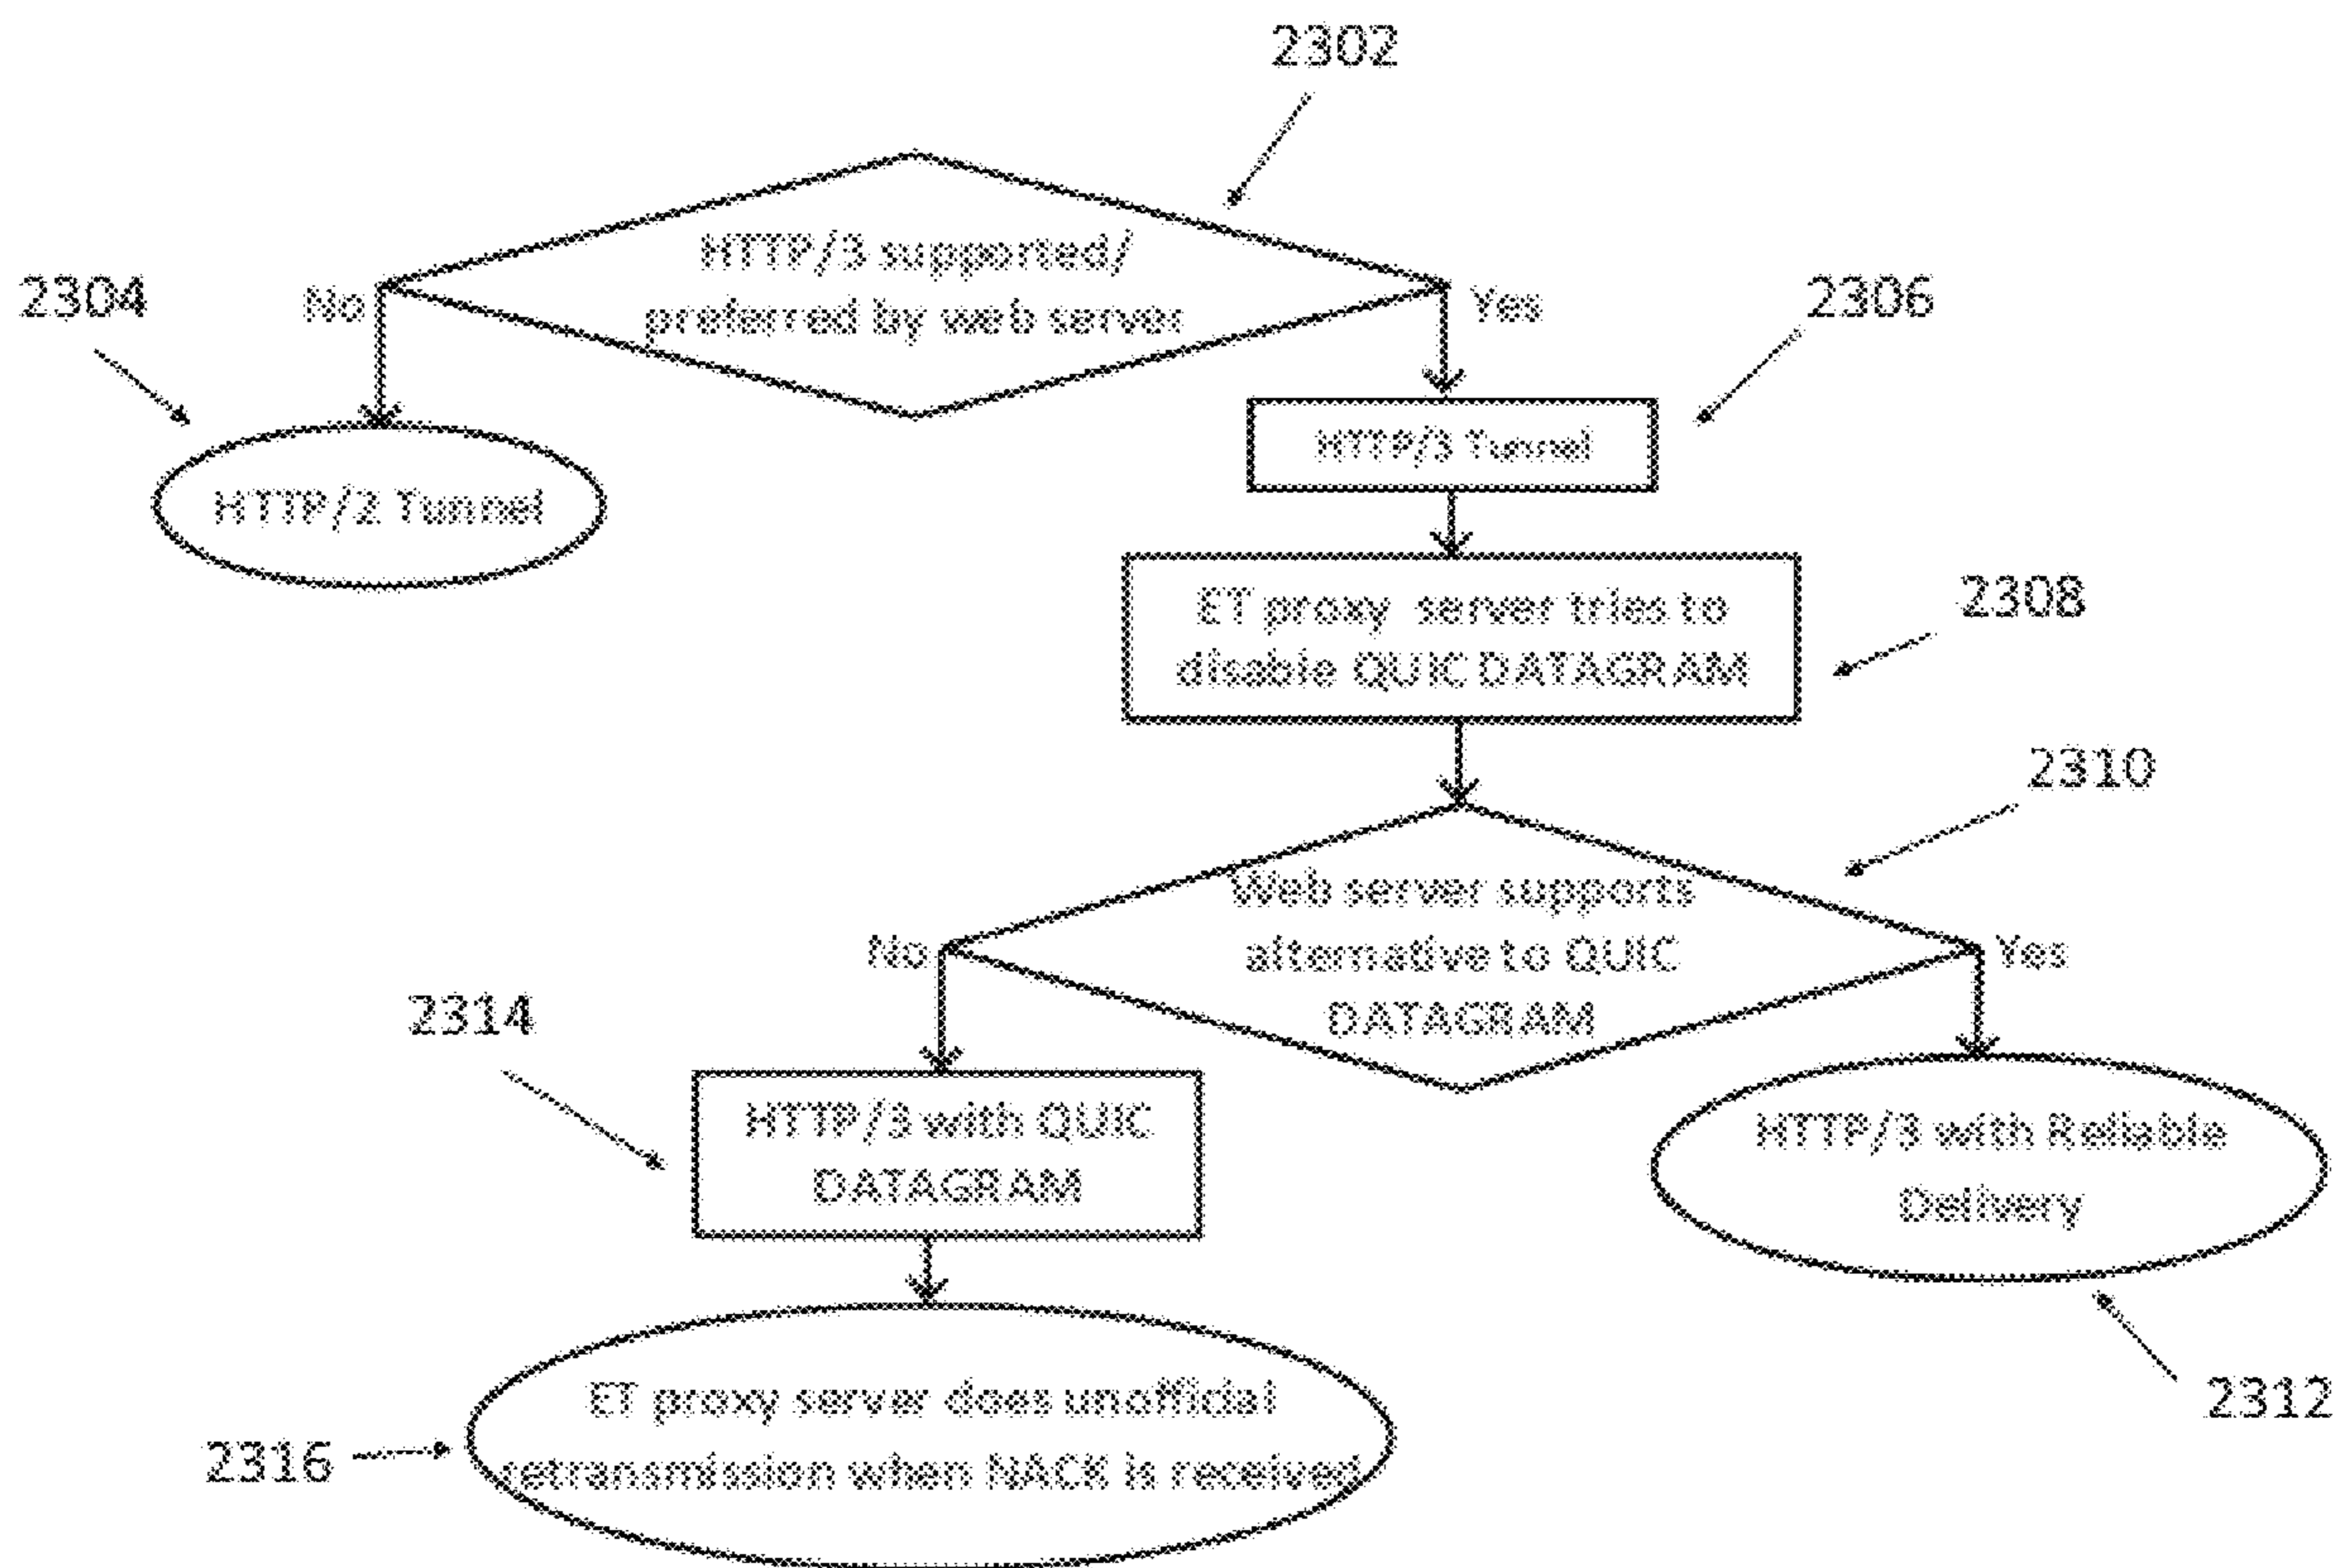 2302
HTTP/3 supported/
preferred by web server
2304
No
Yes
2306
HTTP/2 Tunnel
HTTP/3 Tunnel
ET proxy server tries to
disable QUIC DATAGRAM
2308
2310
Web server supports
alternative to QUIC
DATAGRAM
No
Yes
2314
HTTP/3 with QUIC
DATAGRAM
HTTP/3 with Reliable
Delivery
2312
ET proxy server does unofficial
retransmission when NACK is received
2316